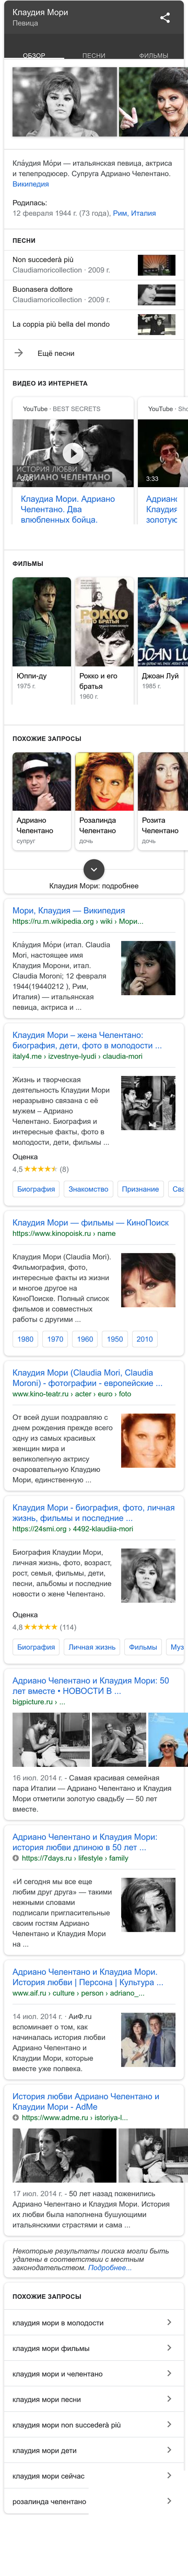 Клаудия Мори
Певица
ОБЗОР
ПЕСНИ
ФИЛЬМЫ
Кла́удия Мо́ри — итальянская певица, актриса
и телепродюсер. Супруга Адриано Челентано.
Википедия
Родилась:
12 февраля 1944 г. (73 года), Рим, Италия
ПЕСНИ
Non succederà più
Claudiamoricollection · 2009 г.
Buonasera dottore
Claudiamoricollection · 2009 г.
La coppia più bella del mondo
Ещё песни
ВИДЕО ИЗ ИНТЕРНЕТА
YouTube · BEST SECRETS
ИСТОРИЯ ЛЮБВИ
АДРИАНО ЧЕЛЕНТАНО
Клаудиа Мори. Адриано
Челентано. Два
влюбленных бойца.
YouTube · Sho
3:33
Адриано
Клаудия
золотую
ФИЛЬМЫ
Юппи-ду
1975 г.
РОККО
Рокко и его
братья
1960 г.
JOAN LU
Джоан Луй
1985 г.
ПОХОЖИЕ ЗАПРОСЫ
Адриано
Челентано
супруг
Розалинда
Челентано
дочь
Розита
Челентано
дочь
Клаудия Мори: подробнее
Мори, Клаудия — Википедия
https://ru.m.wikipedia.org › wiki › Мори...
Кла́удия Мо́ри (итал. Claudia
Mori, настоящее имя
Клаудия Морони, итал.
Claudia Moroni; 12 февраля
1944(19440212 ), Рим,
Италия) — итальянская
певица, актриса и ...
Клаудия Мори – жена Челентано:
биография, дети, фото в молодости ...
italy4.me › izvestnye-lyudi › claudia-mori
Жизнь и творческая
деятельность Клаудии Мори
неразрывно связана с её
мужем – Адриано
Челентано. Биография и
интересные факты, фото в
молодости, дети, фильмы ...
Оценка
4,5 ★★★★★ (8)
Биография
Знакомство
Признание
Сва
Клаудия Мори — фильмы — КиноПоиск
https://www.kinopoisk.ru › name
Клаудия Мори (Claudia Mori).
Фильмография, фото,
интересные факты из жизни
и многое другое на
КиноПоиске. Полный список
фильмов и совместных
работы с другими ...
1980
1970
1960
1950
2010
Клаудия Мори (Claudia Mori, Claudia
Moroni) - фотографии - европейские ...
www.kino-teatr.ru › acter › euro › foto
От всей души поздравляю с
днем рождения прежде всего
одну из самых красивых
женщин мира и
великолепную актрису
очаровательную Клаудию
Мори, единственную ...
Клаудия Мори - биография, фото, личная
жизнь, фильмы и последние ...
https://24smi.org › 4492-klaudiia-mori
Биография Клаудии Мори,
личная жизнь, фото, возраст,
рост, семья, фильмы, дети,
песни, альбомы и последние
новости о жене Челентано.
Оценка
4,8 ★★★★★ (114)
Биография
Личная жизнь
Фильмы
Муз
Адриано Челентано и Клаудия Мори: 50
лет вместе • НОВОСТИ В ...
bigpicture.ru › ...
16 июл. 2014 г. - Самая красивая семейная
пара Италии — Адриано Челентано и Клаудия
Мори отметили золотую свадьбу — 50 лет
вместе.
Адриано Челентано и Клаудия Мори:
история любви длиною в 50 лет ...
https://7days.ru › lifestyle › family
«И сегодня мы все еще
любим друг друга» — такими
нежными словами
подписали пригласительные
своим гостям Адриано
Челентано и Клаудия Мори
на ...
Адриано Челентано и Клаудиа Мори.
История любви | Персона | Культура ...
www.aif.ru › culture › person › adriano_...
14 июл. 2014 г. · АиФ.ru
вспоминает о том, как
начиналась история любви
Адриано Челентано и
Клаудии Мори, которые
вместе уже полвека.
История любви Адриано Челентано и
Клаудии Мори - AdMe
https://www.adme.ru › istoriya-l...
17 июл. 2014 г. - 50 лет назад поженились
Адриано Челентано и Клаудия Мори. История
их любви была наполнена бушующими
итальянскими страстями и сама ...
Некоторые результаты поиска могли быть
удалены в соответствии с местным
законодательством. Подробнее...
ПОХОЖИЕ ЗАПРОСЫ
клаудия мори в молодости
клаудия мори фильмы
клаудия мори и челентано
клаудия мори песни
клаудия мори non succederà più
клаудия мори дети
клаудия мори сейчас
розалинда челентано